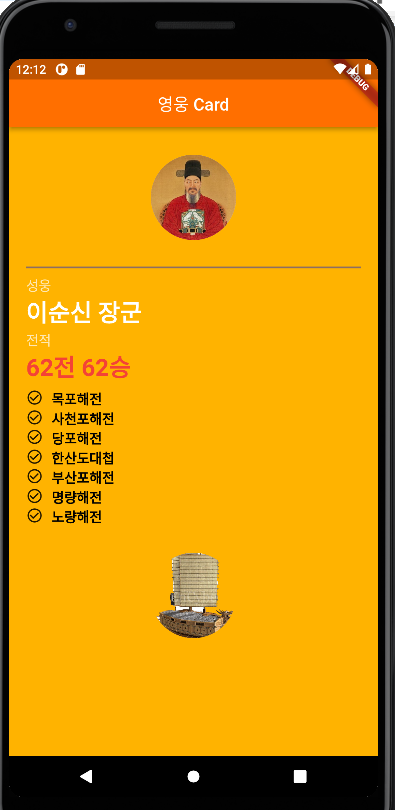 12:12
DEBUG
영웅 Card
성웅
이순신 장군
전적
62전 62승
목포해전
사천포해전
당포해전
한산도대첩
부산포해전
명량해전
노량해전